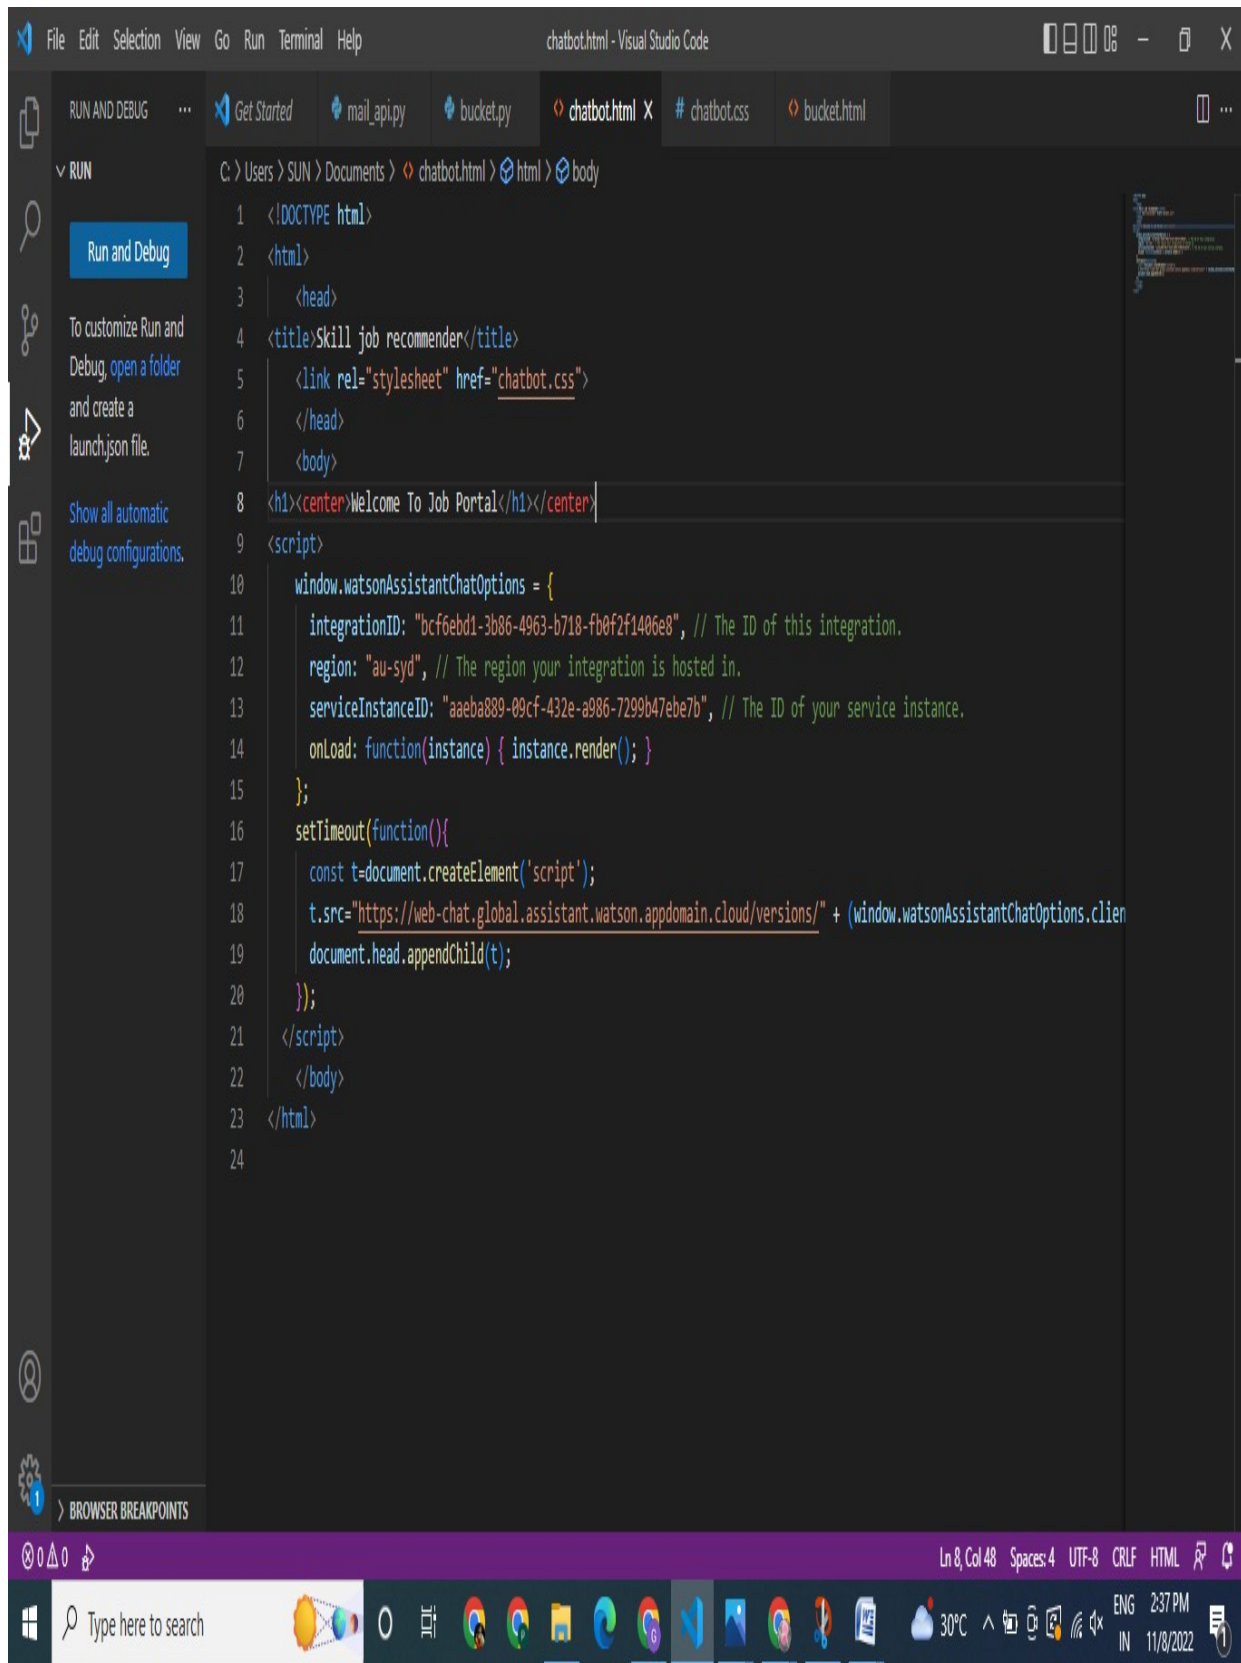 File Edit Selection View Go Run Terminal Help chatbot.html - Visual Studio Code
RUN AND DEBUG ... Get Started mail_api.py bucket.py chatbot.html X # chatbot.css bucket.html ...
RUN
Run and Debug
To customize Run and
Debug, open a folder
and create a
launch.json file.
Show all automatic
debug configurations.
C: > Users > SUN > Documents > chatbot.html > html > body
1 <!DOCTYPE html>
2 <html>
3 <head>
4 <title>Skill job recommender</title>
5 <link rel="stylesheet" href="chatbot.css">
6 </head>
7 <body>
8 <h1><center>Welcome To Job Portal</h1></center>
9 <script>
10 window.watsonAssistantChatOptions = {
11 integrationID: "bcf6ebd1-3b86-4963-b718-fb0f2f1406e8", // The ID of this integration.
12 region: "au-syd", // The region your integration is hosted in.
13 serviceInstanceID: "aaeba889-09cf-432e-a986-7299b47ebe7b", // The ID of your service instance.
14 onLoad: function(instance) { instance.render(); }
15 };
16 setTimeout(function(){
17 const t=document.createElement('script');
18 t.src="https://web-chat.global.assistant.watson.appdomain.cloud/versions/" + (window.watsonAssistantChatOptions.clien
19 document.head.appendChild(t);
20 });
21 </script>
22 </body>
23 </html>
24
1
BROWSER BREAKPOINTS
0 0 Ln 8, Col 48 Spaces: 4 UTF-8 CRLF HTML
Type here to search 30°C ENG 2:37 PM
IN 11/8/2022 1